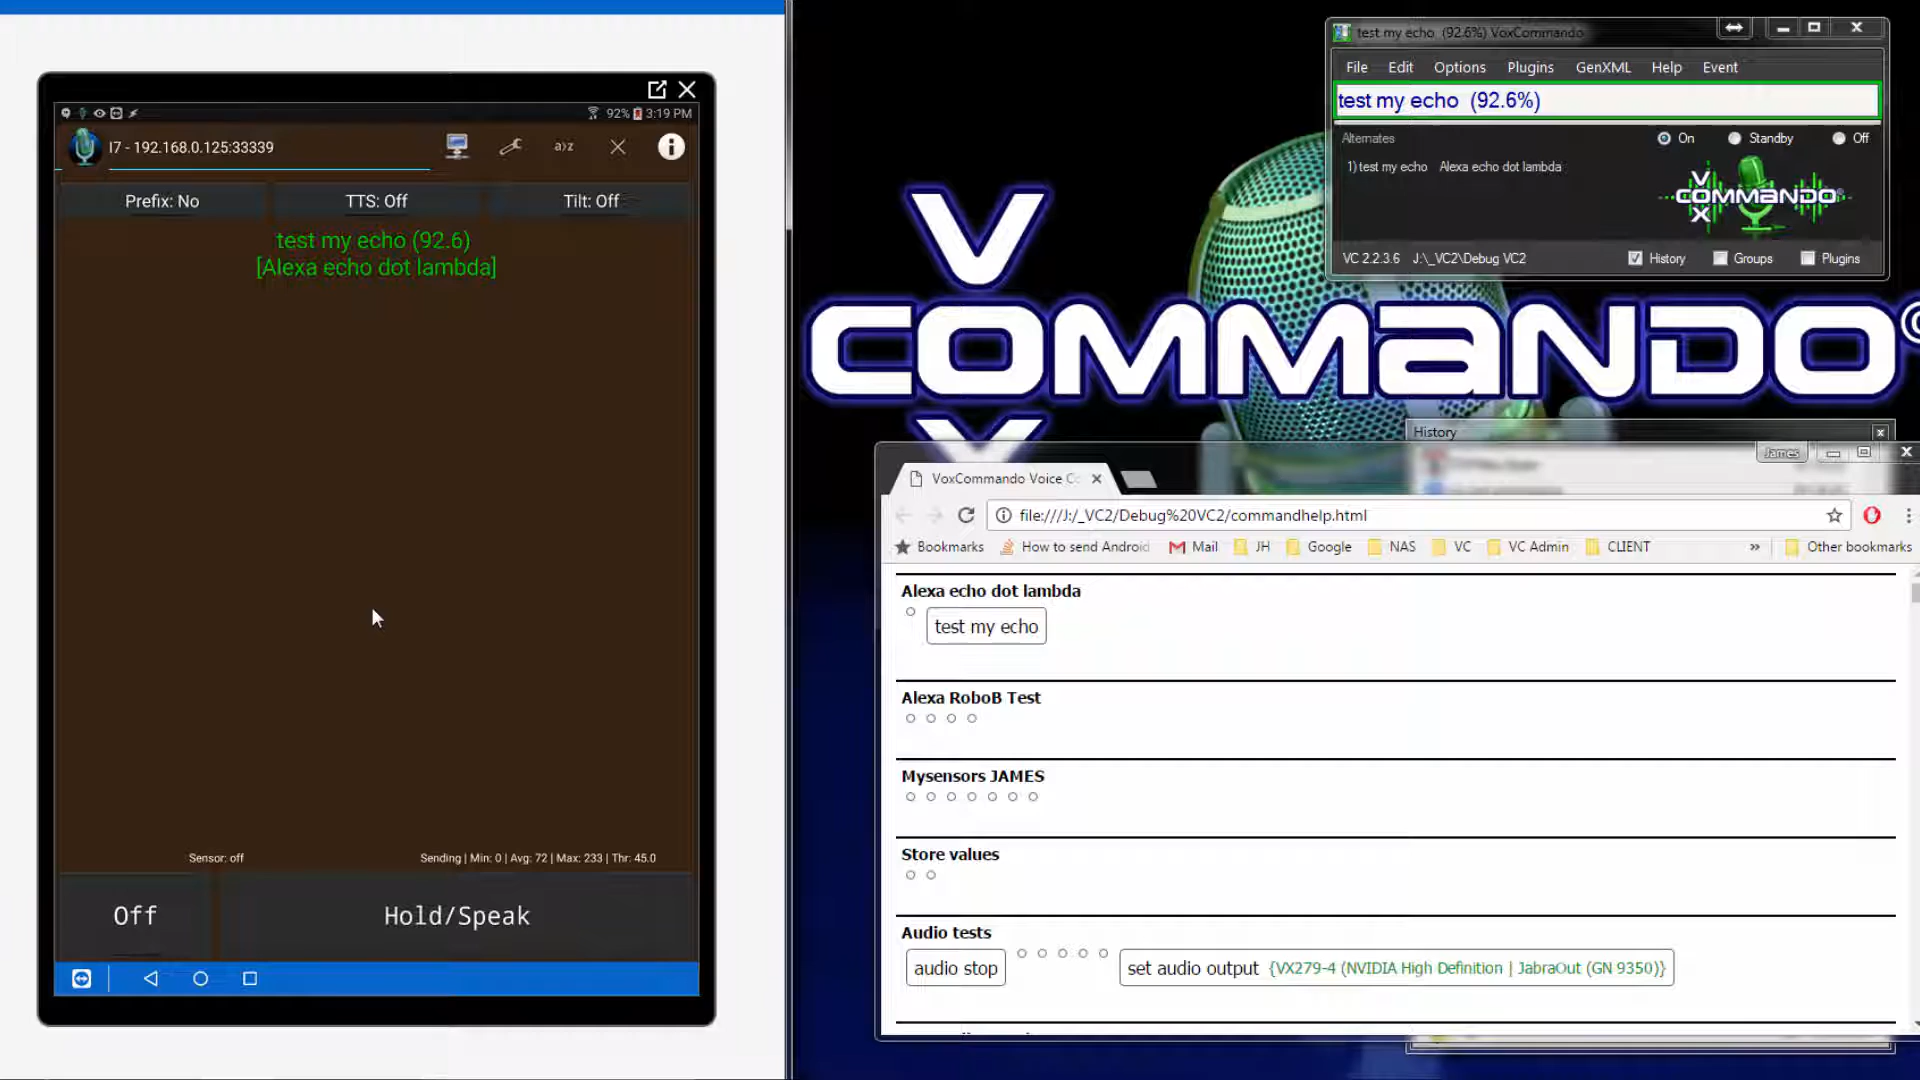 92% 3:19 PM
I7 - 192.168.0.125:33339
a>z
Prefix: No
TTS: Off
Tilt: Off
test my echo (92.6)
[Alexa echo dot lambda]
Sensor: off
Sending | Min: 0 | Avg: 72 | Max: 233 | Thr: 45.0
Off
Hold/Speak
test my echo (92.6%) VoxCommando
File Edit Options Plugins GenXML Help Event
test my echo (92.6%)
Alternates
On Standby Off
1) test my echo Alexa echo dot lambda
VOX
COMMANDO
VC 2.2.3.6 J:\_VC2\Debug VC2
History Groups Plugins
V
COMMANDO
History
James
VoxCommando Voice Co
file:///J:/_VC2/Debug%20VC2/commandhelp.html
Bookmarks How to send Android Mail JH Google NAS VC VC Admin CLIENT » Other bookmarks
Alexa echo dot lambda
test my echo
Alexa RoboB Test
Mysensors JAMES
Store values
Audio tests
audio stop
set audio output {VX279-4 (NVIDIA High Definition | JabraOut (GN 9350)}